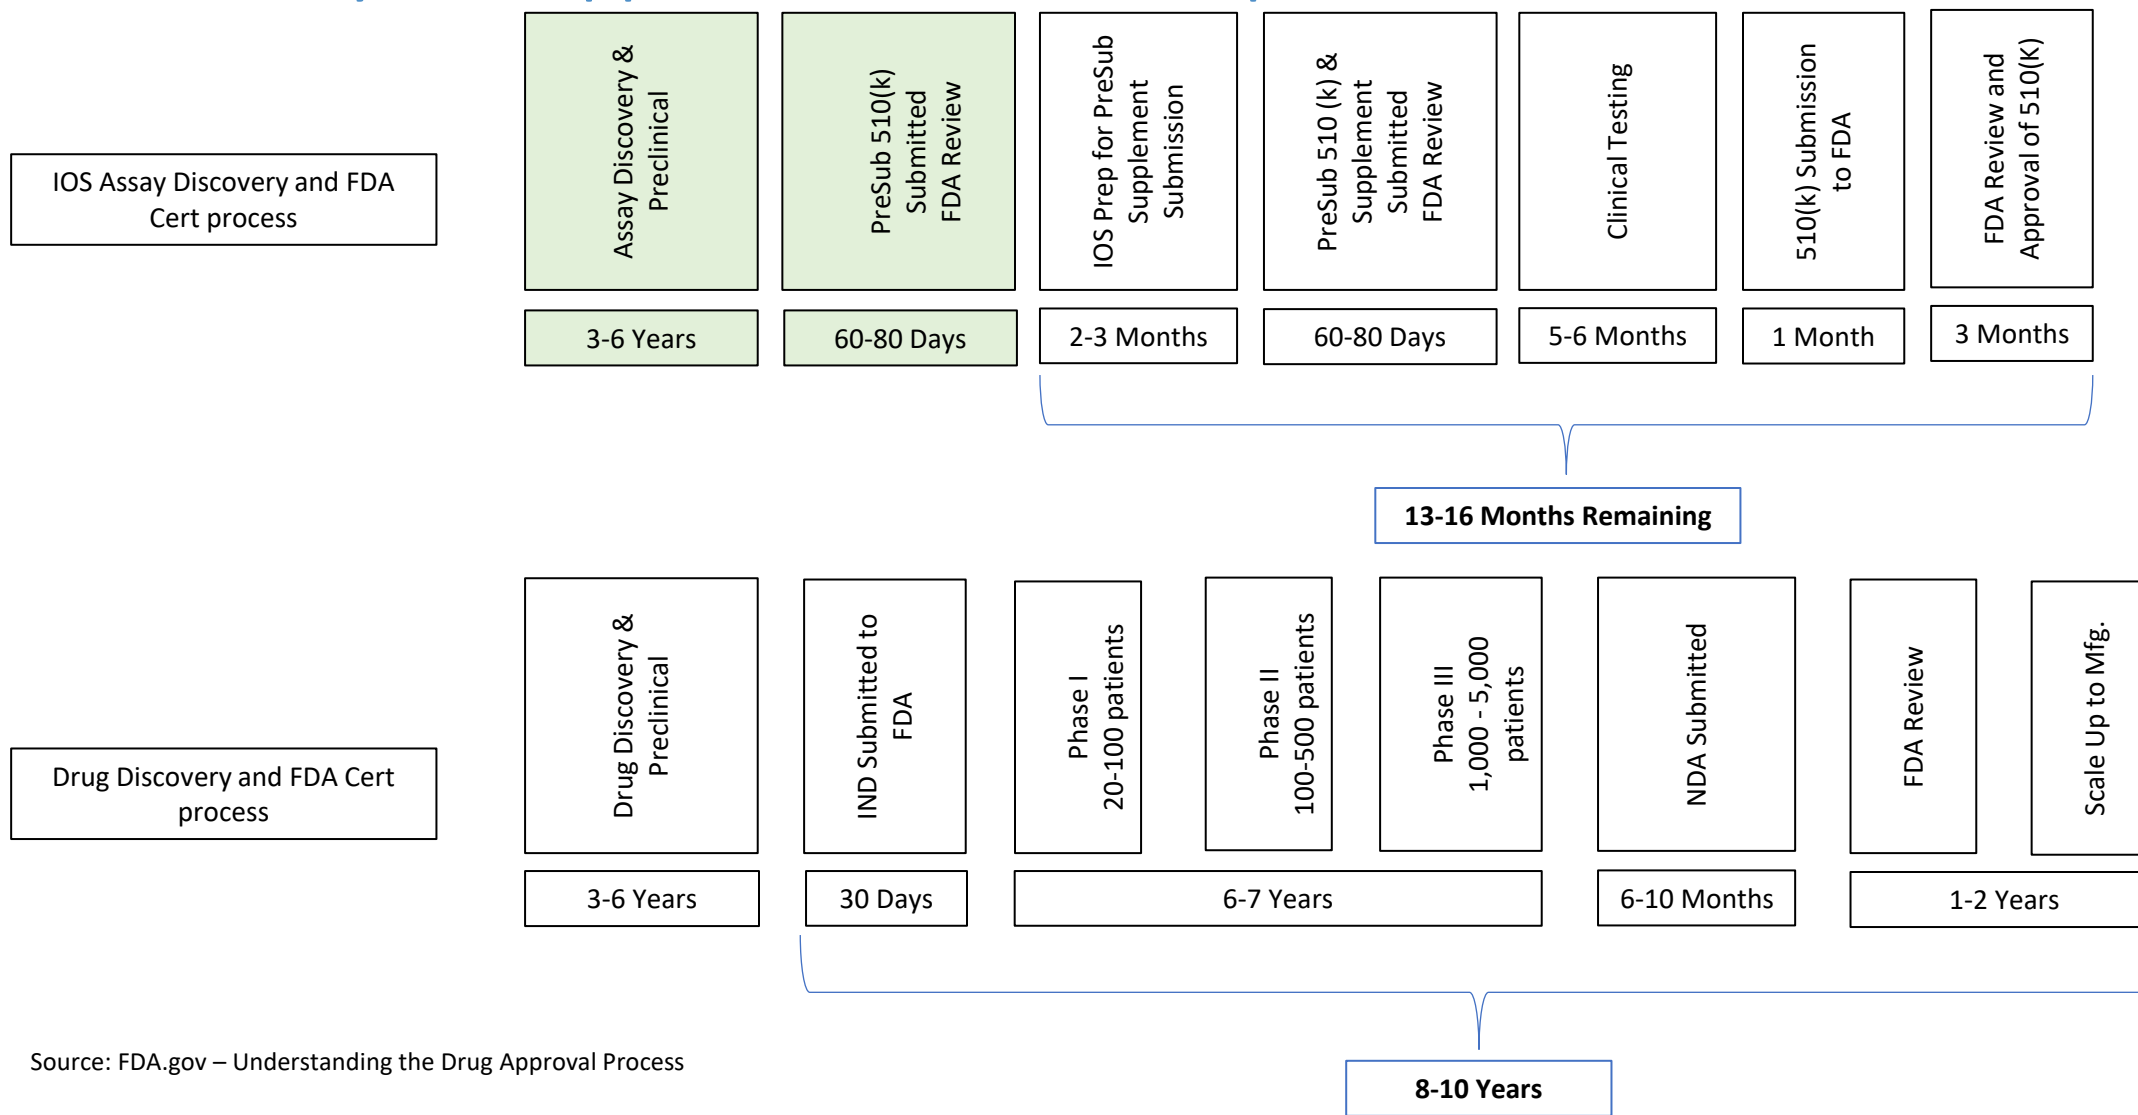 Assay Discovery &
Preclinical
PreSub 510(k)
Submitted
FDA Review
IOS Prep for PreSub
Supplement
Submission
PreSub 510 (k) &
Supplement
Submitted
FDA Review
Clinical Testing
510(k) Submission
to FDA
FDA Review and
Approval of 510(K)
IOS Assay Discovery and FDA
Cert process
3-6 Years
60-80 Days
2-3 Months
60-80 Days
5-6 Months
1 Month
3 Months
13-16 Months Remaining
Drug Discovery &
Preclinical
IND Submitted to
FDA
Phase I
20-100 patients
Phase II
100-500 patients
Phase III
1,000 - 5,000
patients
NDA Submitted
FDA Review
Scale Up to Mfg.
Drug Discovery and FDA Cert
process
3-6 Years
30 Days
6-7 Years
6-10 Months
1-2 Years
Source: FDA.gov – Understanding the Drug Approval Process
8-10 Years